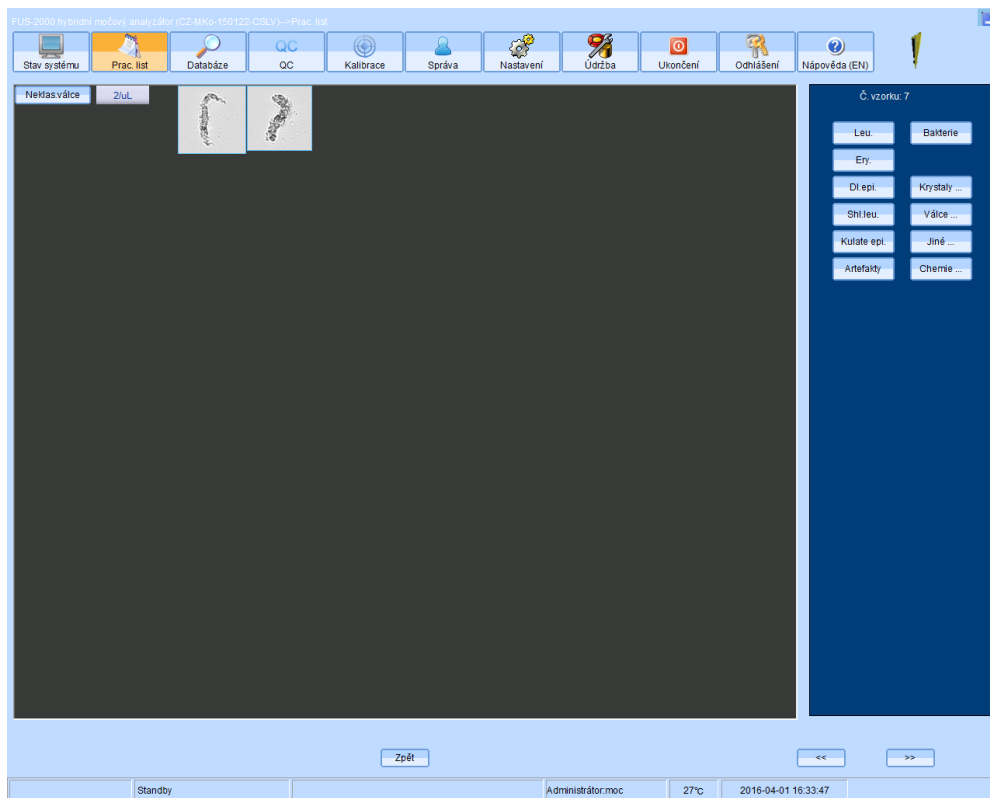 FUS-2000 hybridní močový analyzátor (CZ-MKo-150122-CSLV)-->Prac. list
Stav systému
Prac. list
Databáze
QC
QC
Kalibrace
Správa
Nastavení
Údržba
Ukončení
Odhlášení
Nápověda (EN)
Neklas.válce
2/uL
Č. vzorku: 7
Leu.
Bakterie
Ery.
Dl.epi.
Krystaly ...
Shl.leu.
Válce ...
Kulate epi.
Jiné ...
Artefakty
Chemie ...
Zpět
<<
>>
Standby
Administrátor:moc
27℃
2016-04-01 16:33:47